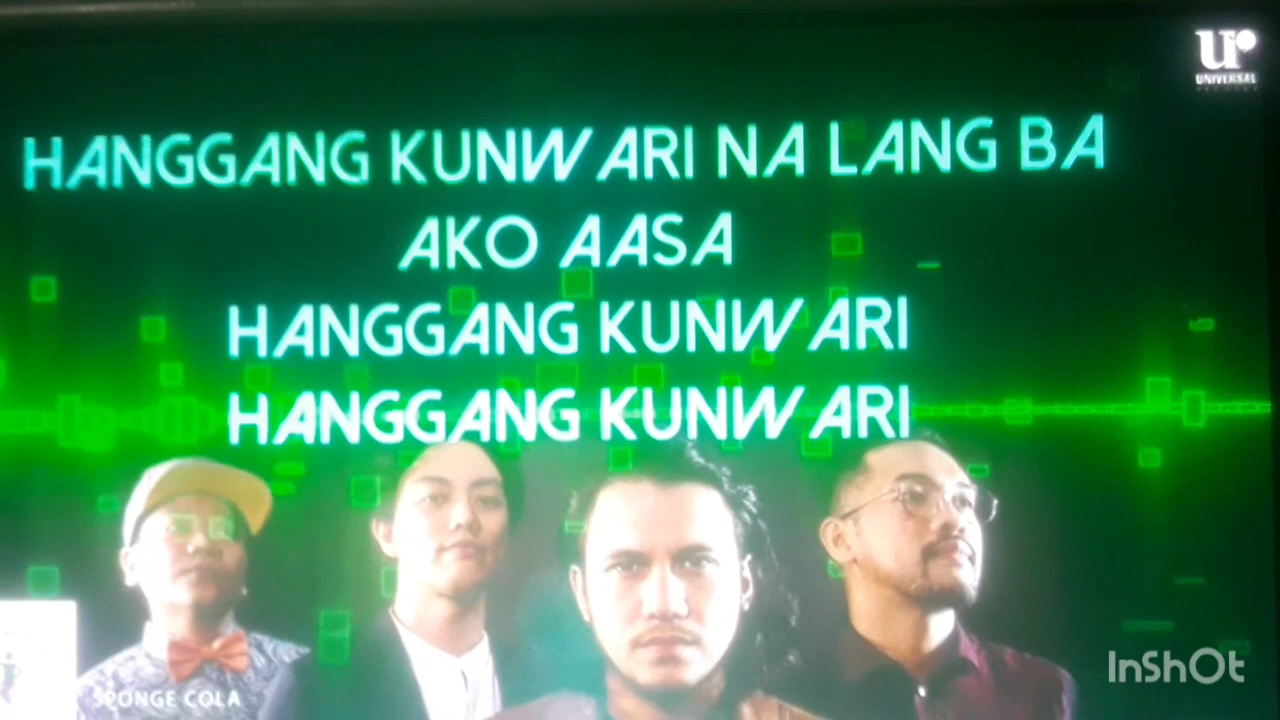 u
UNIVERSAL
HANGGANG KUNWARI NA LANG BA
AKO AASA
HANGGANG KUNWARI
HANGGANG KUNWARI
SPONGE COLA
InShOt